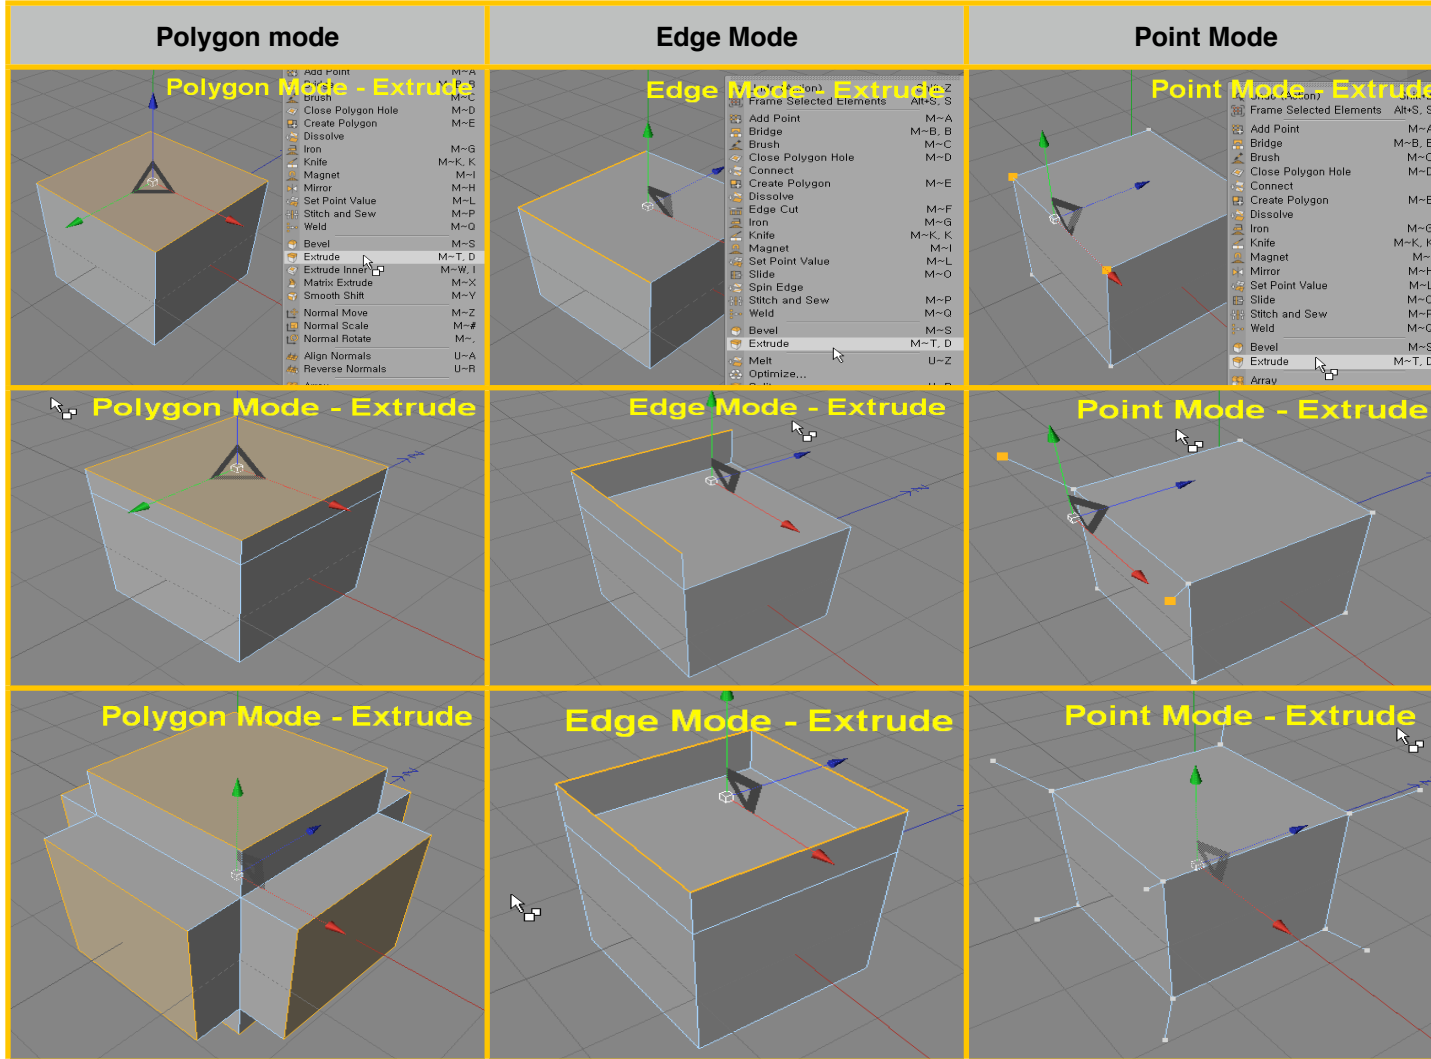 Polygon mode
Edge Mode
Point Mode
Polygon Mode - Extrude
Add Point M~A
Brush M~C
Close Polygon Hole M~D
Create Polygon M~E
Dissolve
Iron M~G
Knife M~K, K
Magnet M~I
Mirror M~H
Set Point Value M~L
Stitch and Sew M~P
Weld M~Q
Bevel M~S
Extrude M~T, D
Extrude Inner M~W, I
Matrix Extrude M~X
Smooth Shift M~Y
Normal Move M~Z
Normal Scale M~#
Normal Rotate M~,
Align Normals U~A
Reverse Normals U~R
Edge Mode - Extrude
Frame Selected Elements Alt+S, S
Add Point M~A
Bridge M~B, B
Brush M~C
Close Polygon Hole M~D
Connect
Create Polygon M~E
Dissolve
Edge Cut M~F
Iron M~G
Knife M~K, K
Magnet M~I
Set Point Value M~L
Slide M~O
Spin Edge
Stitch and Sew M~P
Weld M~Q
Bevel M~S
Extrude M~T, D
Melt U~Z
Optimize...
Point Mode - Extrude
Frame Selected Elements Alt+S, S
Add Point M~A
Bridge M~B, B
Brush M~C
Close Polygon Hole M~D
Connect
Create Polygon M~E
Dissolve
Iron M~G
Knife M~K, K
Magnet M~I
Mirror M~H
Set Point Value M~L
Slide M~O
Stitch and Sew M~P
Weld M~Q
Bevel M~S
Extrude M~T, D
Array
Polygon Mode - Extrude
Edge Mode - Extrude
Point Mode - Extrude
Polygon Mode - Extrude
Edge Mode - Extrude
Point Mode - Extrude